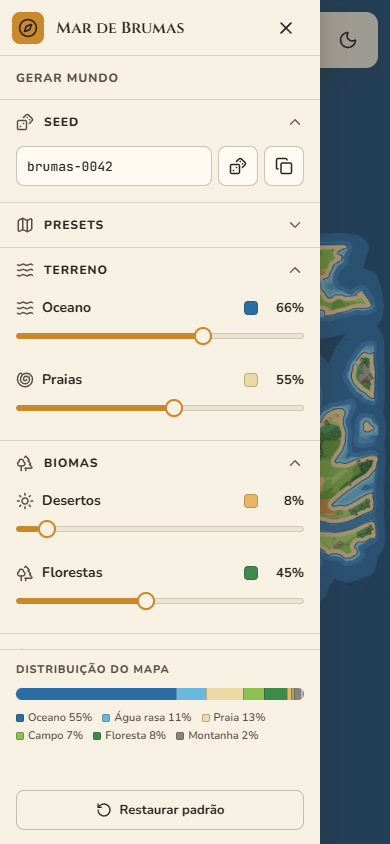 Mar de Brumas
GERAR MUNDO
SEED
brumas-0042
PRESETS
TERRENO
Oceano 66%
Praias 55%
BIOMAS
Desertos 8%
Florestas 45%
DISTRIBUIÇÃO DO MAPA
Oceano 55% Água rasa 11% Praia 13%
Campo 7% Floresta 8% Montanha 2%
Restaurar padrão